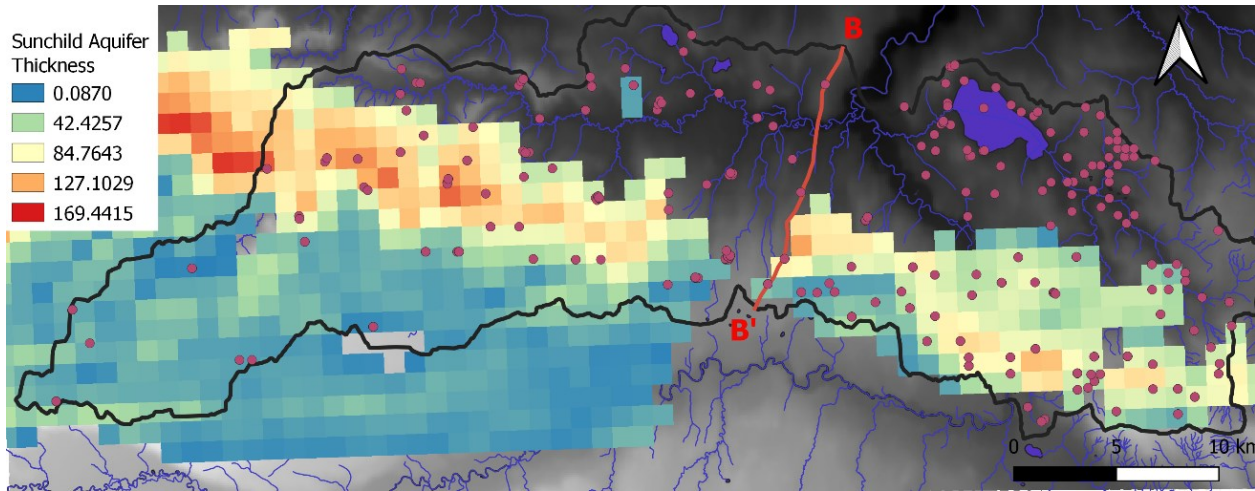 Sunchild Aquifer
Thickness
0.0870
42.4257
84.7643
127.1029
169.4415
B
B'
0 5 10 km